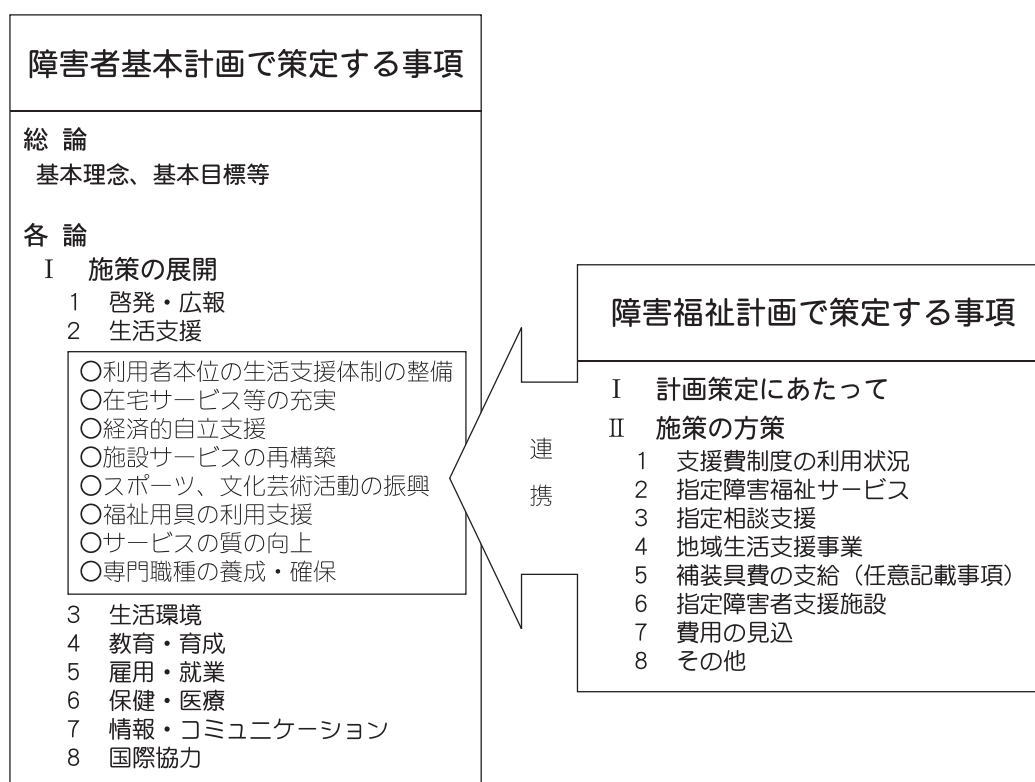 障害者基本計画で策定する事項
総 論
基本理念、基本目標等
各 論
Ⅰ 施策の展開
1 啓発・広報
2 生活支援
○利用者本位の生活支援体制の整備
○在宅サービス等の充実
○経済的自立支援
○施設サービスの再構築
○スポーツ、文化芸術活動の振興
○福祉用具の利用支援
○サービスの質の向上
○専門職種の養成・確保
3 生活環境
4 教育・育成
5 雇用・就業
6 保健・医療
7 情報・コミュニケーション
8 国際協力
連
携
障害福祉計画で策定する事項
Ⅰ 計画策定にあたって
Ⅱ 施策の方策
1 支援費制度の利用状況
2 指定障害福祉サービス
3 指定相談支援
4 地域生活支援事業
5 補装具費の支給（任意記載事項）
6 指定障害者支援施設
7 費用の見込
8 その他